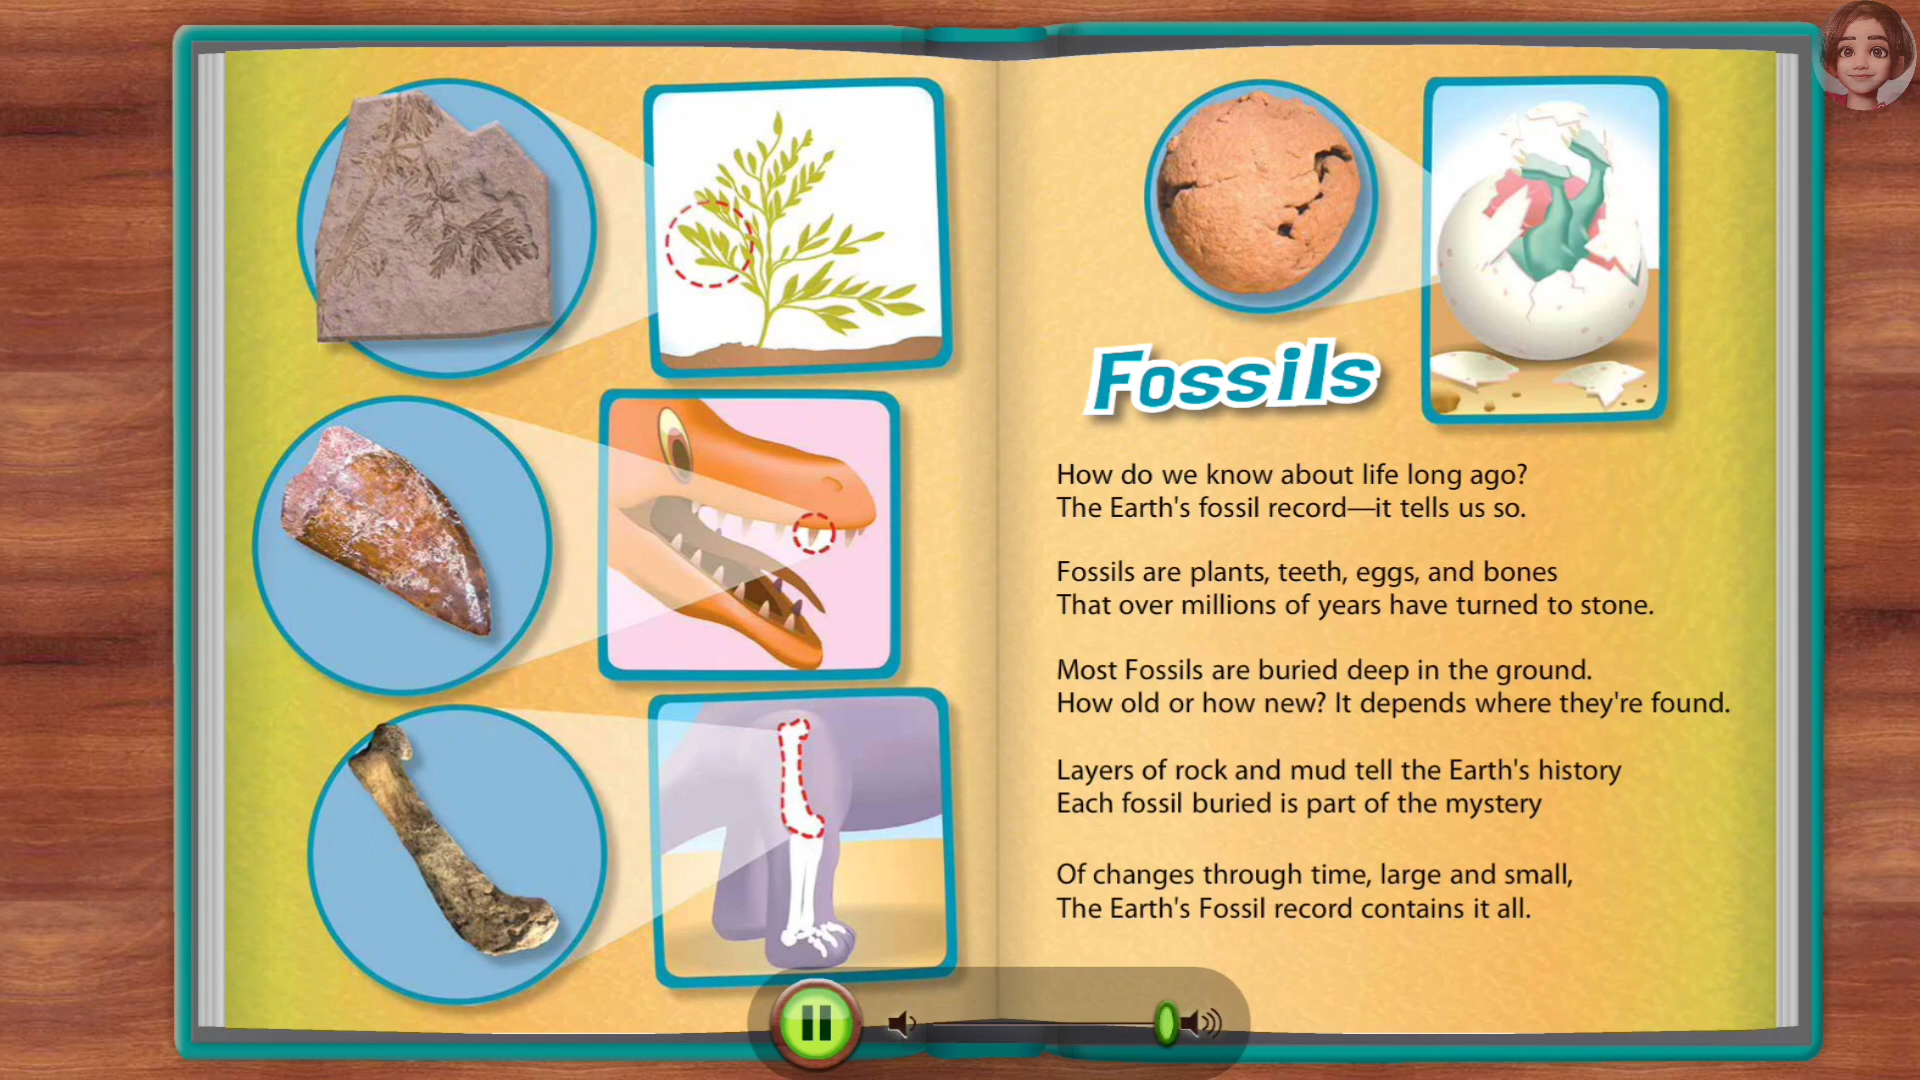 Fossils
How do we know about life long ago?
The Earth's fossil record—it tells us so.
Fossils are plants, teeth, eggs, and bones
That over millions of years have turned to stone.
Most Fossils are buried deep in the ground.
How old or how new? It depends where they're found.
Layers of rock and mud tell the Earth's history
Each fossil buried is part of the mystery
Of changes through time, large and small,
The Earth's Fossil record contains it all.